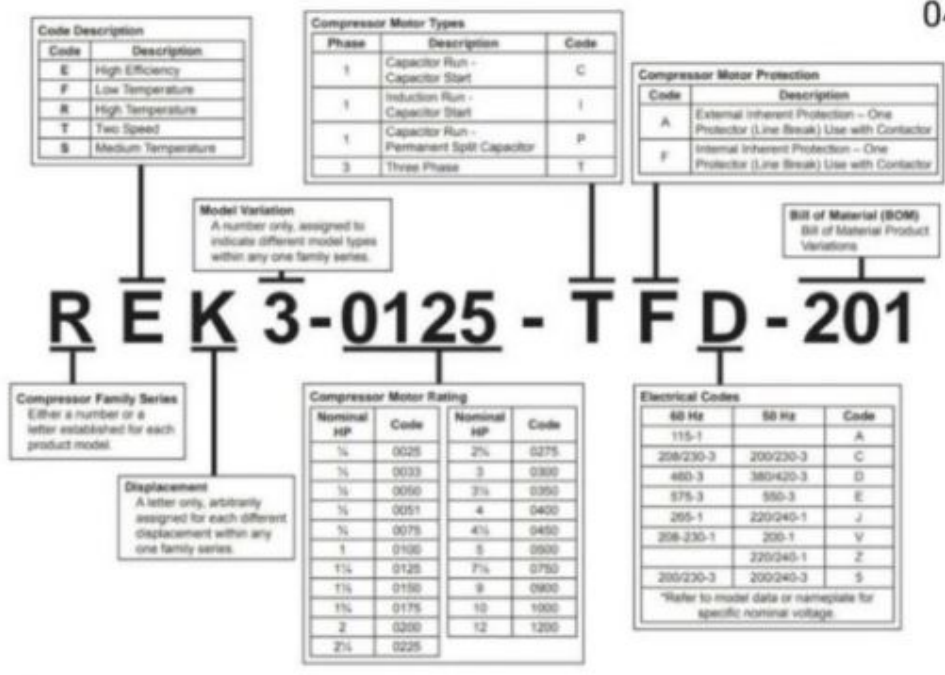 04
Code Description
Code Description
E High Efficiency
F Low Temperature
R High Temperature
T Two Speed
S Medium Temperature
Compressor Motor Types
Phase Description Code
1 Capacitor Run -
Capacitor Start C
1 Induction Run -
Capacitor Start I
1 Capacitor Run -
Permanent Split Capacitor P
3 Three Phase T
Compressor Motor Protection
Code Description
A External Inherent Protection – One
Protector (Line Break) Use with Contactor
F Internal Inherent Protection – One
Protector (Line Break) Use with Contactor
Model Variation
A number only, assigned to
indicate different model types
within any one family series.
Bill of Material (BOM)
Bill of Material Product
Variations
R E K 3-0125 - T F D - 201
Compressor Family Series
Either a number or a
letter established for each
product model.
Displacement
A letter only, arbitrarily
assigned for each different
displacement within any
one family series.
Compressor Motor Rating
Nominal HP Code Nominal HP Code
0025 0275
0033 3 0300
0050 0350
0051 4 0400
0075 0450
1 0100 5 0500
1¼ 0125 0750
1½ 0150 9 0900
1¾ 0175 10 1000
2 0200 12 1200
2¼ 0225
Electrical Codes
60 Hz 50 Hz Code
115-1 A
208/230-3 200/230-3 C
460-3 380/420-3 D
575-3 550-3 E
265-1 220/240-1 J
208-230-1 200-1 V
220/240-1 Z
200/230-3 200/240-3 5
*Refer to model data or nameplate for
specific nominal voltage.